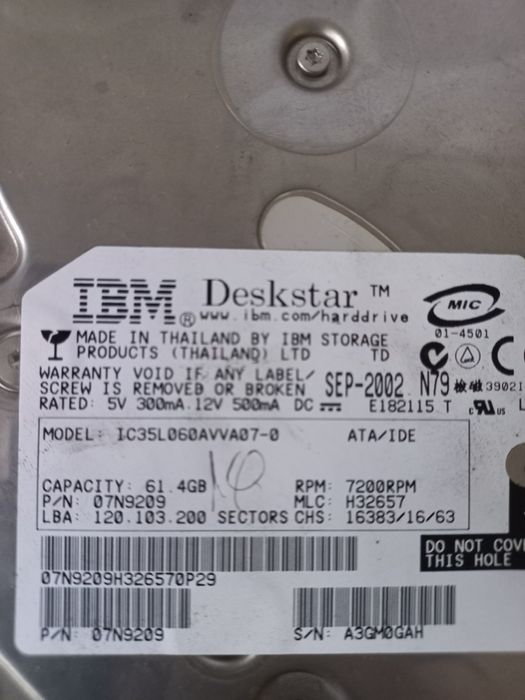 IBM® Deskstar™
www.ibm.com/harddrive
MIC
01-4501
MADE IN THAILAND BY IBM STORAGE
PRODUCTS (THAILAND) LTD TD
WARRANTY VOID IF ANY LABEL/
SCREW IS REMOVED OR BROKEN SEP-2002 N79 39021
RATED: 5V 300mA 12V 500mA DC E182115 T c US L
MODEL: IC35L060AVVA07-0 ATA/IDE
CAPACITY: 61.4GB RPM: 7200RPM
P/N: 07N9209 MLC: H32657
LBA: 120.103.200 SECTORS CHS: 16383/16/63
DO NOT COV
THIS HOLE
07N9209H326570P29
P/N: 07N9209 S/N: A3GM0GAH